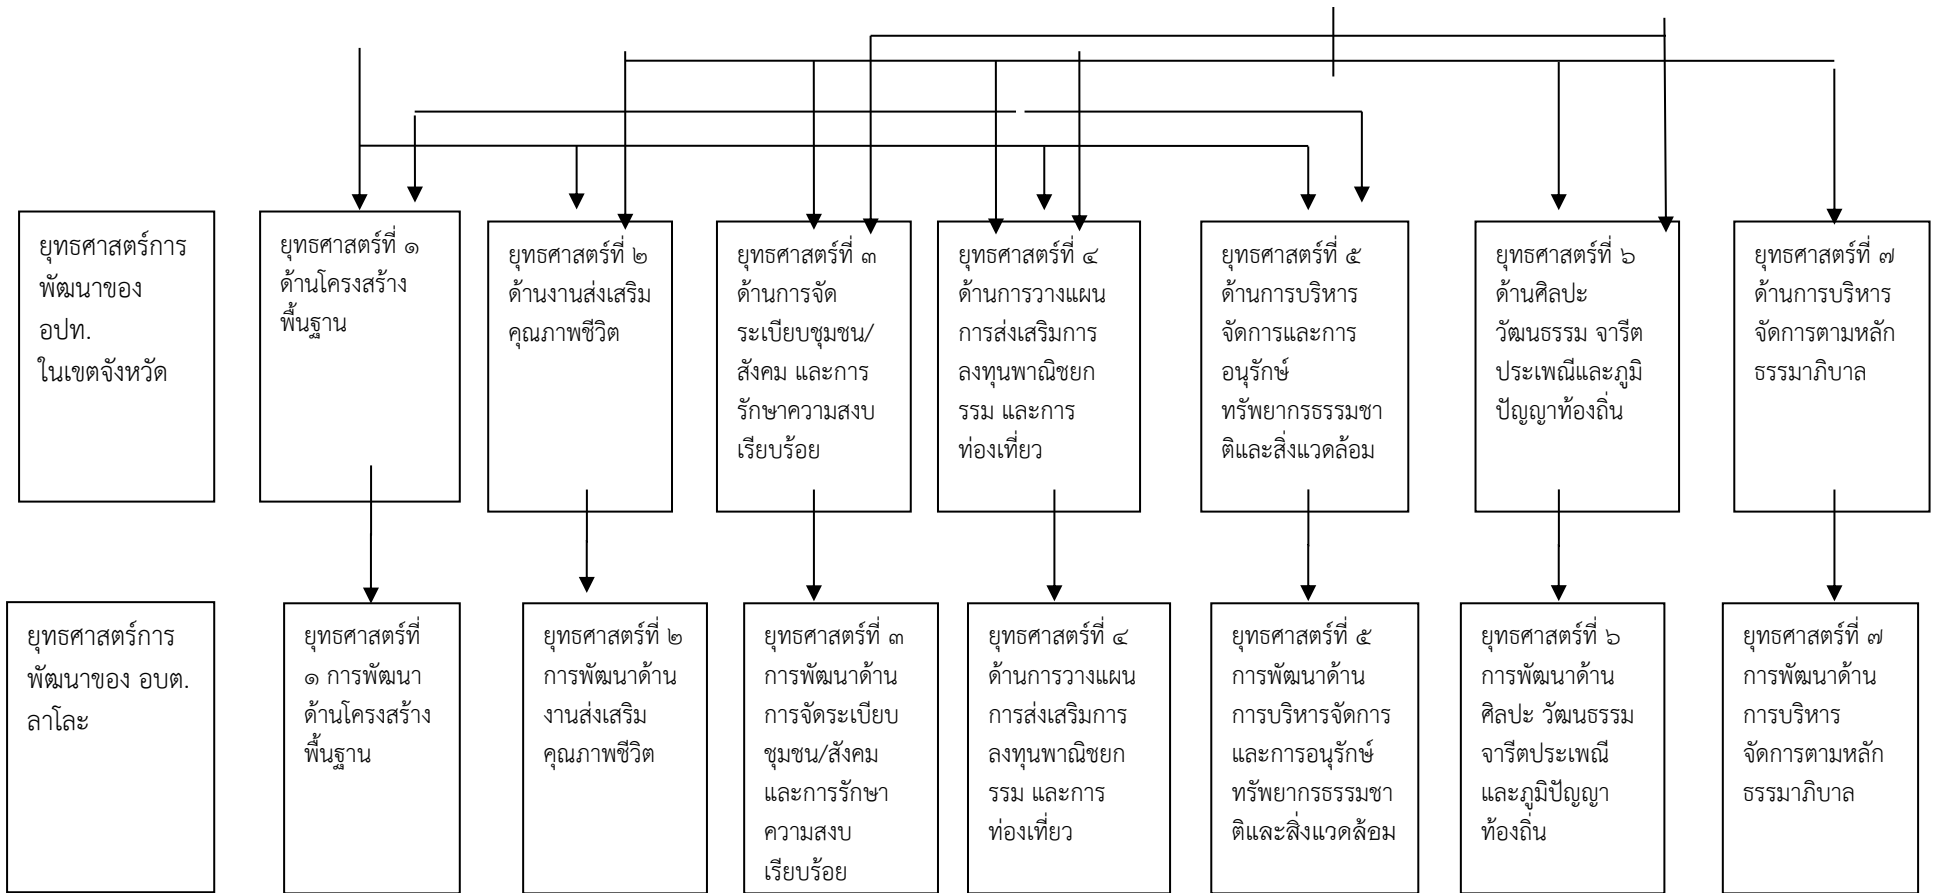 ยุทธศาสตร์การ
พัฒนาของ
อปท.
ในเขตจังหวัด
ยุทธศาสตร์ที่ ๑
ด้านโครงสร้าง
พื้นฐาน
ยุทธศาสตร์ที่ ๒
ด้านงานส่งเสริม
คุณภาพชีวิต
ยุทธศาสตร์ที่ ๓
ด้านการจัด
ระเบียบชุมชน/
สังคม และการ
รักษาความสงบ
เรียบร้อย
ยุทธศาสตร์ที่ ๔
ด้านการวางแผน
การส่งเสริมการ
ลงทุนพาณิชยก
รรม และการ
ท่องเที่ยว
ยุทธศาสตร์ที่ ๕
ด้านการบริหาร
จัดการและการ
อนุรักษ์
ทรัพยากรธรรมชา
ติและสิ่งแวดล้อม
ยุทธศาสตร์ที่ ๖
ด้านศิลปะ
วัฒนธรรม จารีต
ประเพณีและภูมิ
ปัญญาท้องถิ่น
ยุทธศาสตร์ที่ ๗
ด้านการบริหาร
จัดการตามหลัก
ธรรมาภิบาล
ยุทธศาสตร์การ
พัฒนาของ อบต.
ลาโละ
ยุทธศาสตร์ที่
๑ การพัฒนา
ด้านโครงสร้าง
พื้นฐาน
ยุทธศาสตร์ที่ ๒
การพัฒนาด้าน
งานส่งเสริม
คุณภาพชีวิต
ยุทธศาสตร์ที่ ๓
การพัฒนาด้าน
การจัดระเบียบ
ชุมชน/สังคม
และการรักษา
ความสงบ
เรียบร้อย
ยุทธศาสตร์ที่ ๔
ด้านการวางแผน
การส่งเสริมการ
ลงทุนพาณิชยก
รรม และการ
ท่องเที่ยว
ยุทธศาสตร์ที่ ๕
การพัฒนาด้าน
การบริหารจัดการ
และการอนุรักษ์
ทรัพยากรธรรมชา
ติและสิ่งแวดล้อม
ยุทธศาสตร์ที่ ๖
การพัฒนาด้าน
ศิลปะ วัฒนธรรม
จารีตประเพณี
และภูมิปัญญา
ท้องถิ่น
ยุทธศาสตร์ที่ ๗
การพัฒนาด้าน
การบริหาร
จัดการตามหลัก
ธรรมาภิบาล